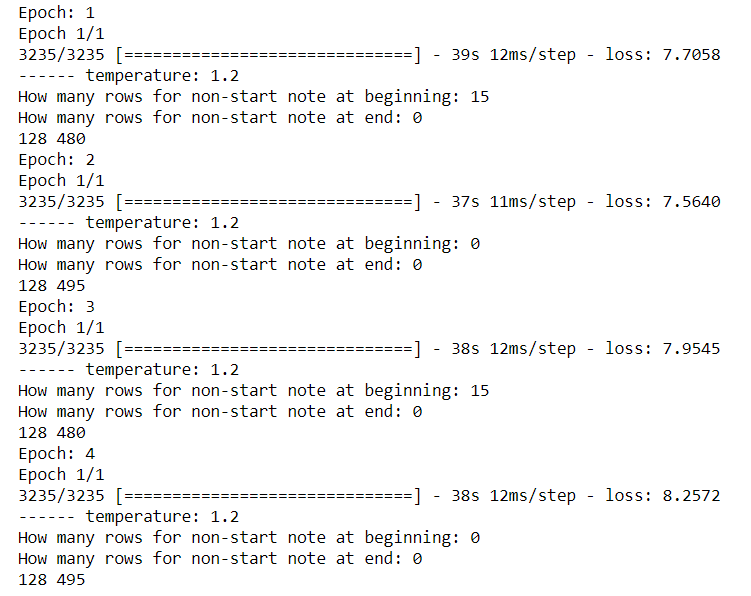 Epoch: 1
Epoch 1/1
3235/3235 [==============================] - 39s 12ms/step - loss: 7.7058
------ temperature: 1.2
How many rows for non-start note at beginning: 15
How many rows for non-start note at end: 0
128 480
Epoch: 2
Epoch 1/1
3235/3235 [==============================] - 37s 11ms/step - loss: 7.5640
------ temperature: 1.2
How many rows for non-start note at beginning: 0
How many rows for non-start note at end: 0
128 495
Epoch: 3
Epoch 1/1
3235/3235 [==============================] - 38s 12ms/step - loss: 7.9545
------ temperature: 1.2
How many rows for non-start note at beginning: 15
How many rows for non-start note at end: 0
128 480
Epoch: 4
Epoch 1/1
3235/3235 [==============================] - 38s 12ms/step - loss: 8.2572
------ temperature: 1.2
How many rows for non-start note at beginning: 0
How many rows for non-start note at end: 0
128 495